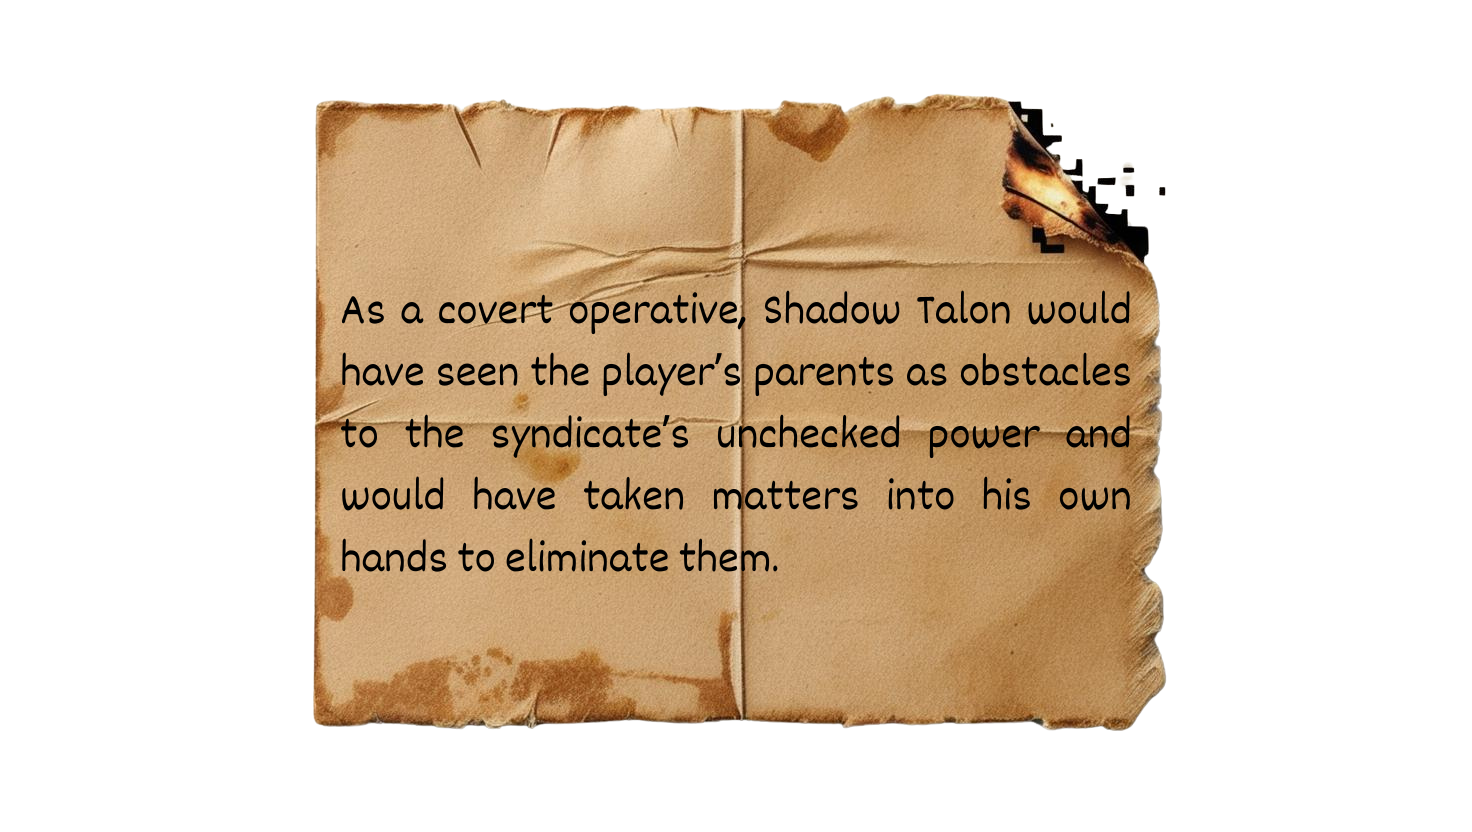 As a covert operative, Shadow Talon would
have seen the player's parents as obstacles
to the syndicate's unchecked power and
would have taken matters into his own
hands to eliminate them.